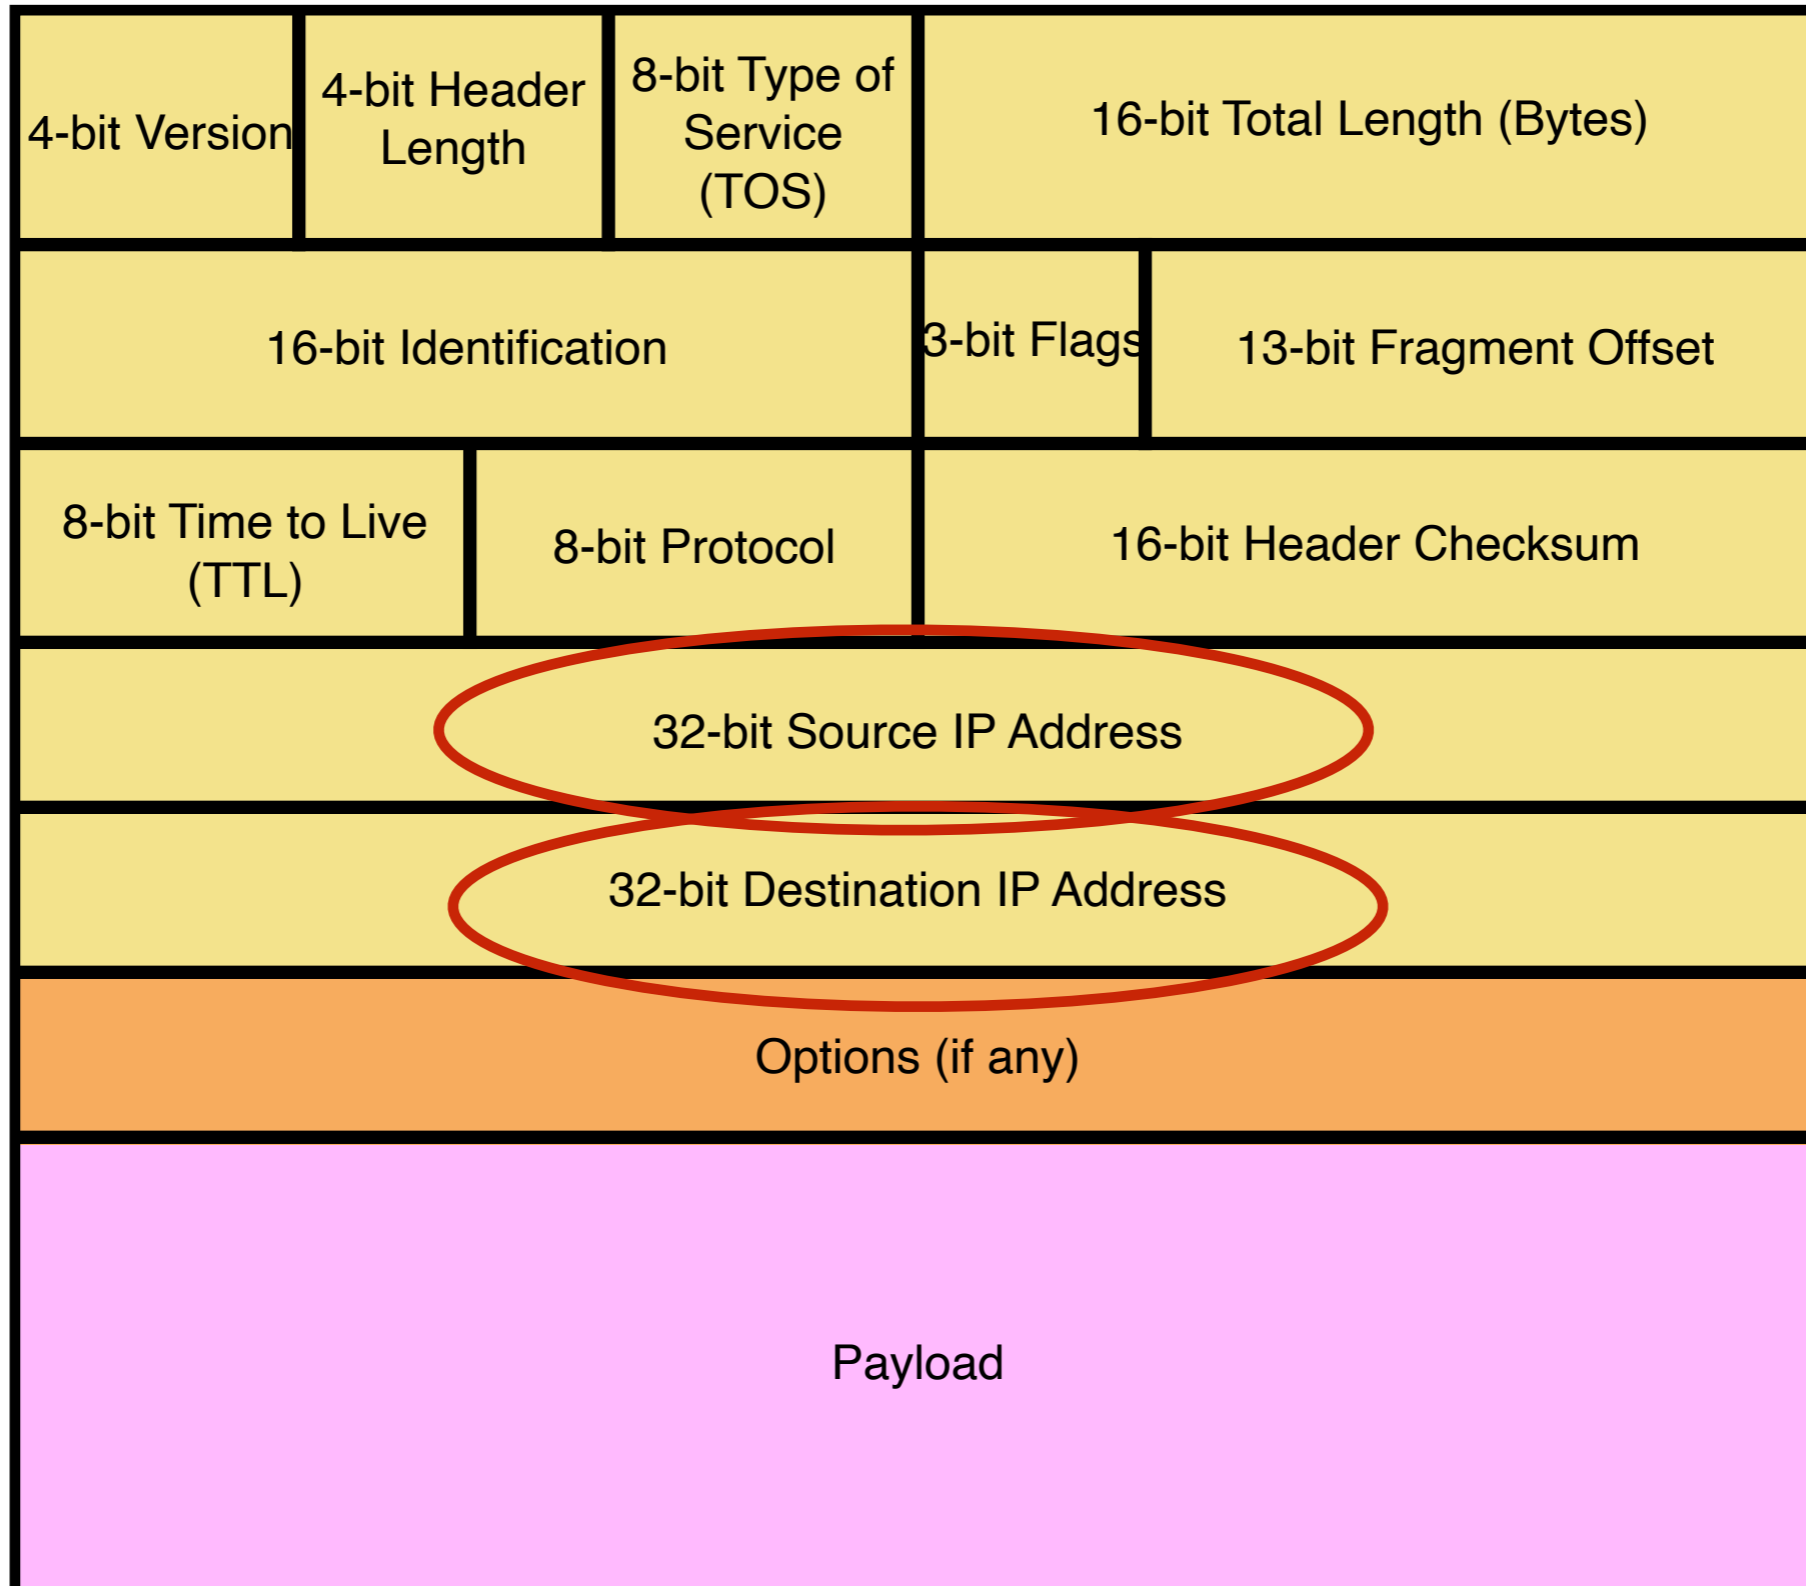 4-bit Version
4-bit Header
Length
8-bit Type of
Service
(TOS)
16-bit Total Length (Bytes)
16-bit Identification
3-bit Flags
13-bit Fragment Offset
8-bit Time to Live
(TTL)
8-bit Protocol
16-bit Header Checksum
32-bit Source IP Address
32-bit Destination IP Address
Options (if any)
Payload